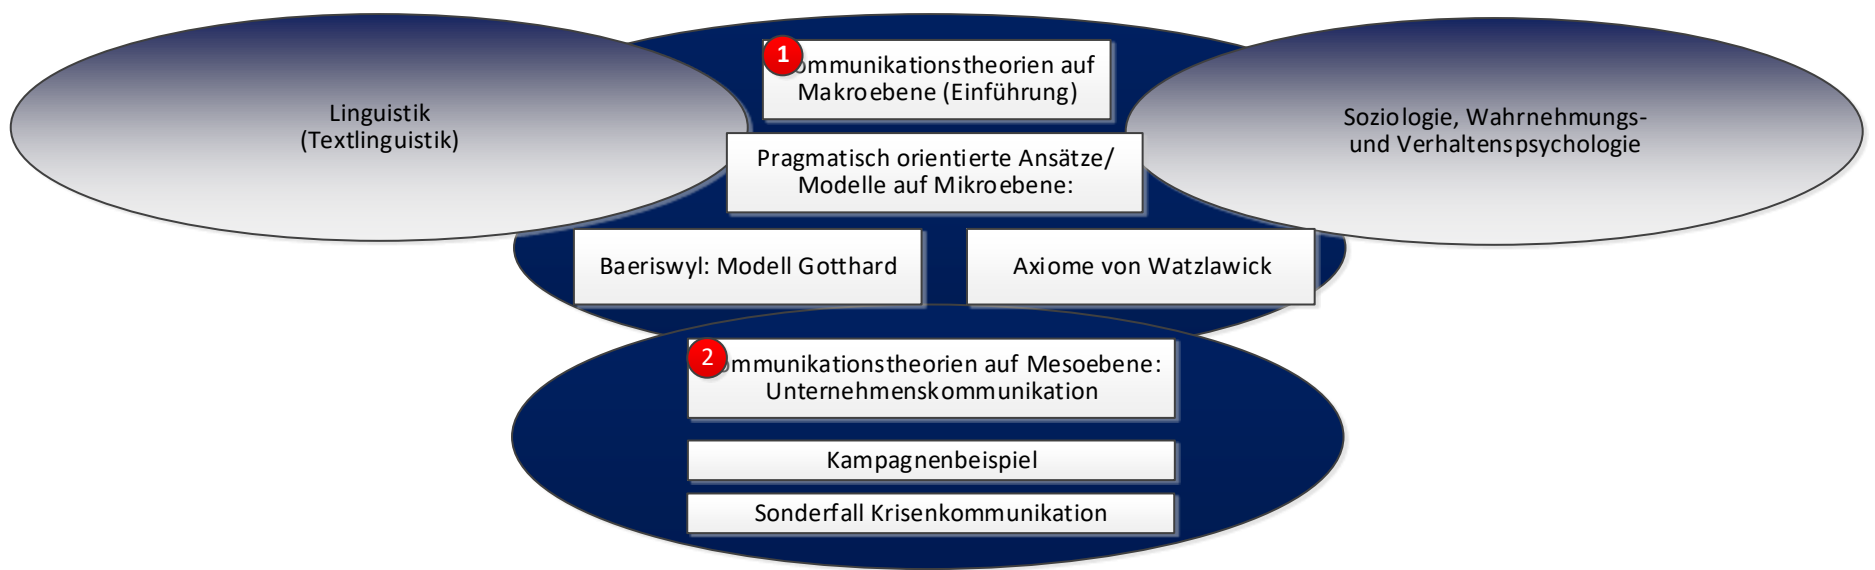 1
ommunikationstheorien auf
Makroebene (Einführung)
Linguistik
(Textlinguistik)
Soziologie, Wahrnehmungs-
und Verhaltenspsychologie
Pragmatisch orientierte Ansätze/
Modelle auf Mikroebene:
Baeriswyl: Modell Gotthard
Axiome von Watzlawick
2
ommunikationstheorien auf Mesoebene:
Unternehmenskommunikation
Kampagnenbeispiel
Sonderfall Krisenkommunikation